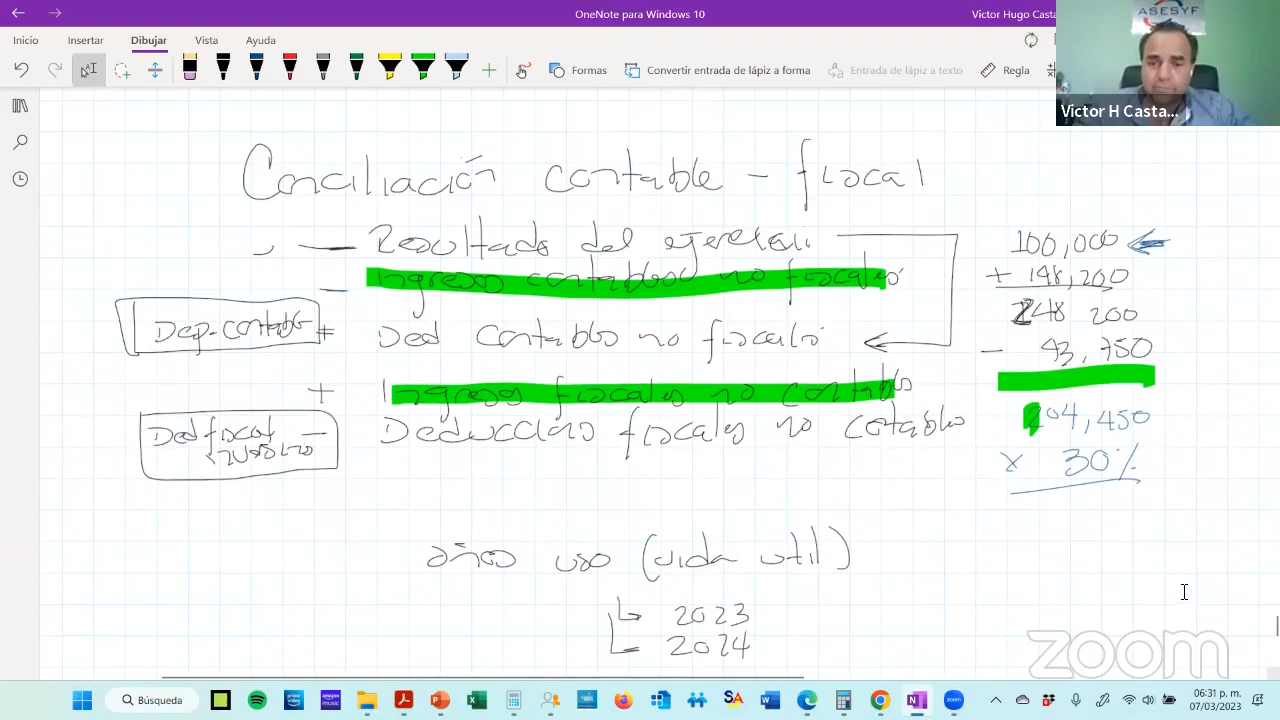 OneNote para Windows 10
Victor Hugo Casta
ASESYF
Victor H Casta...
Inicio Insertar Dibujar Vista Ayuda
Formas Convertir entrada de lápiz a forma Entrada de lápiz a texto Regla
Conciliación contable - fiscal
- Resultado del ejercicio 100,000
- Ingresos contables no fiscales + 148,200
248 200
Dep. contable + Ded contables no fiscales
- 43,750
+ Ingresos fiscales no contables
204,450
Ded fiscal - Deducciones fiscales no contables
x 30%
años uso (vida util)
2023
2024
zoom
Búsqueda
06:31 p. m.
07/03/2023